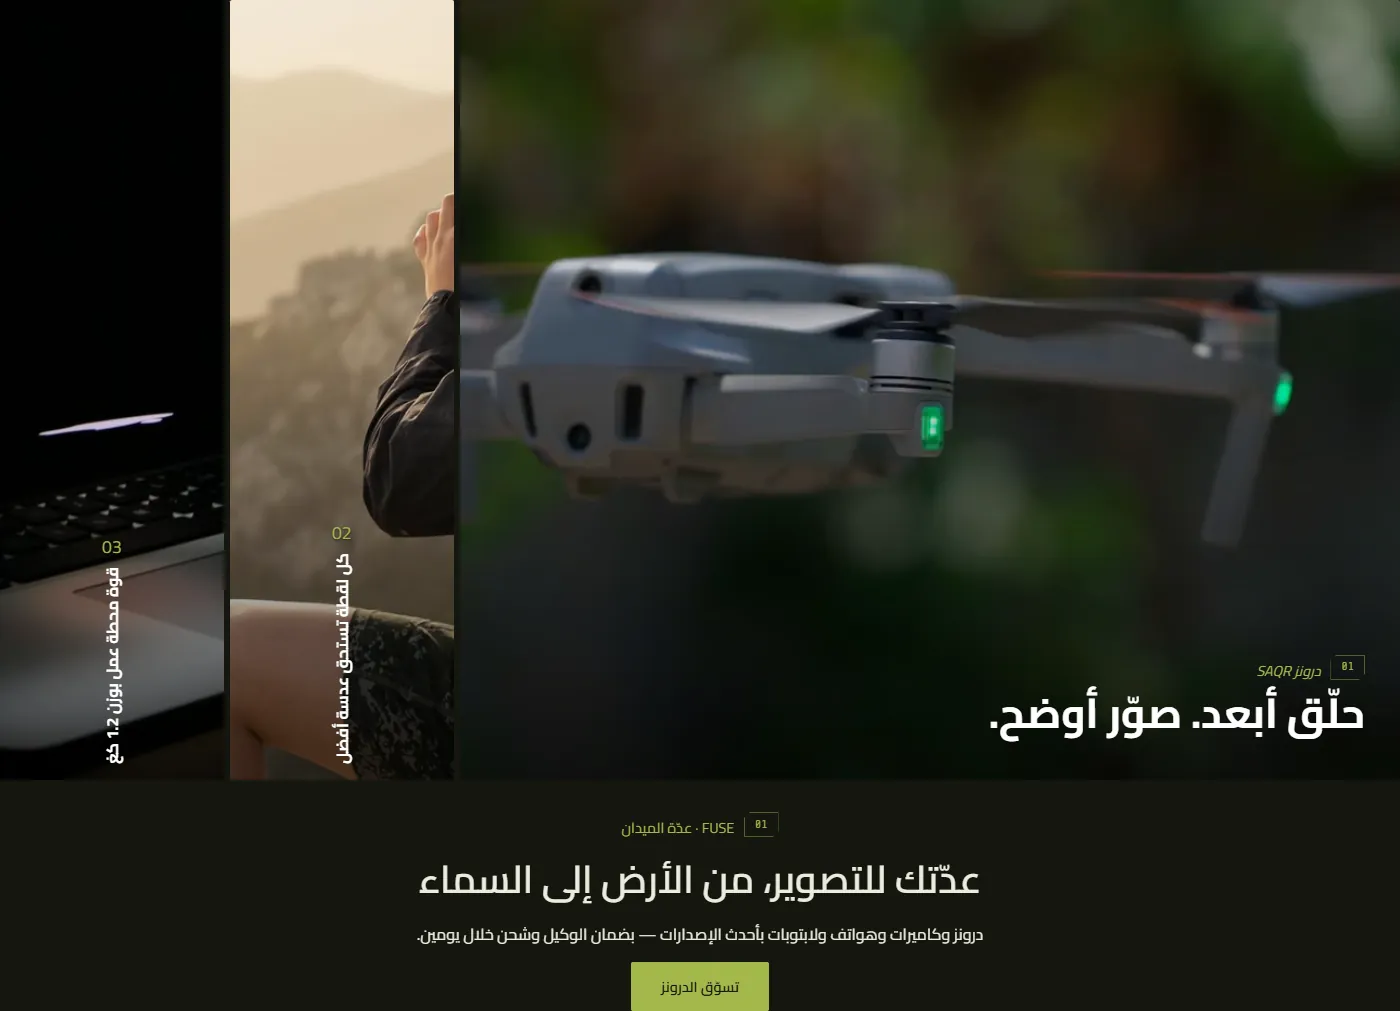 01 درونز SAQR
حلّق أبعد. صوّر أوضح.
02
كل لقطة تستحق عدسة أفضل
03
قوة محطة عمل بوزن 1.2 كغ
01 FUSE · عدّة الميدان
عدّتك للتصوير، من الأرض إلى السماء
درونز وكاميرات وهواتف ولابتوبات بأحدث الإصدارات — بضمان الوكيل وشحن خلال يومين.
تسوّق الدرونز